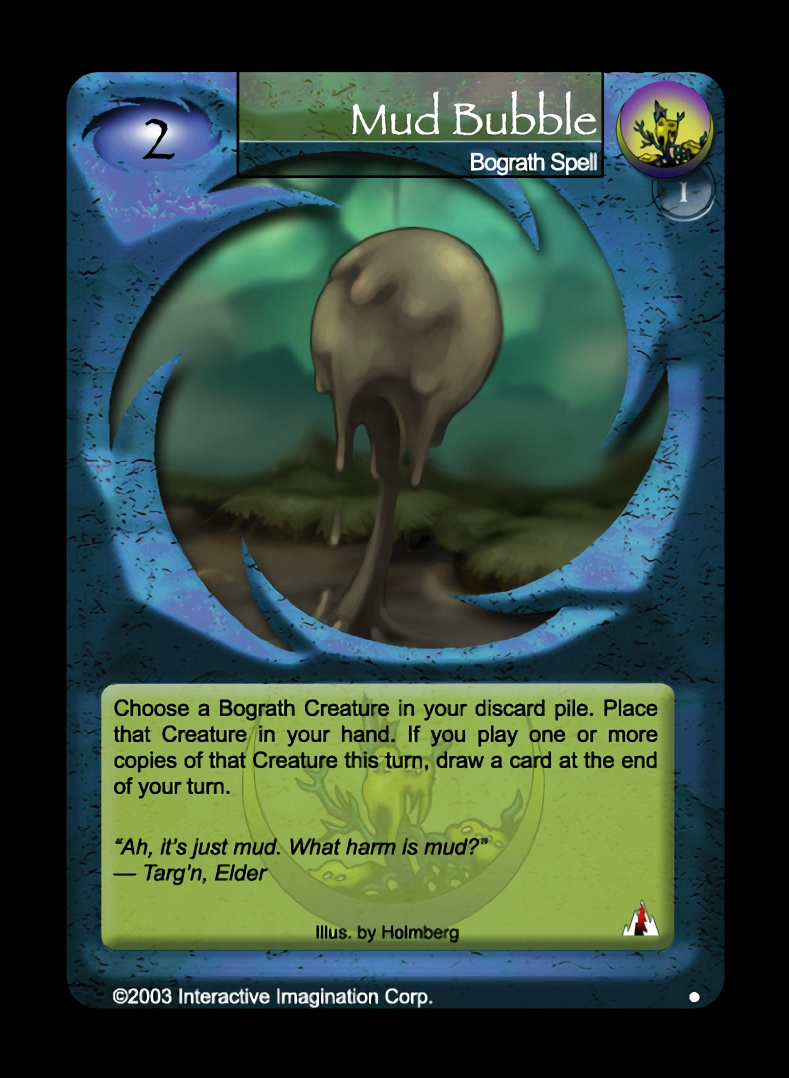 2
Mud Bubble
Bograth Spell
I
Choose a Bograth Creature in your discard pile. Place
that Creature in your hand. If you play one or more
copies of that Creature this turn, draw a card at the end
of your turn.
“Ah, it's just mud. What harm is mud?”
— Targ'n, Elder
Illus. by Holmberg
©2003 Interactive Imagination Corp.